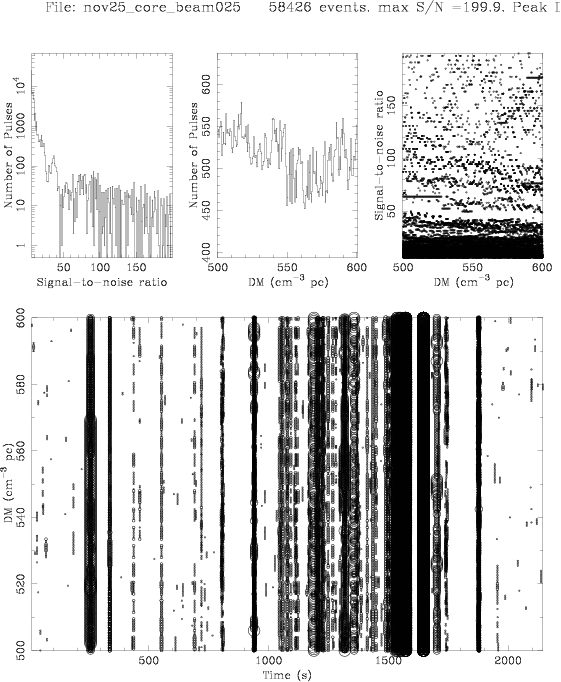 File: nov25_core_beam025 58426 events. max S/N =199.9. Peak
Number of Pulses
10⁴
1000
100
10
1
50 100 150
Signal-to-noise ratio
Number of Pulses
600
550
500
450
400
500 550 600
DM (cm⁻³ pc)
Signal-to-noise ratio
150
100
50
500 550 600
DM (cm⁻³ pc)
DM (cm⁻³ pc)
600
580
560
540
520
500
500 1000 1500 2000
Time (s)